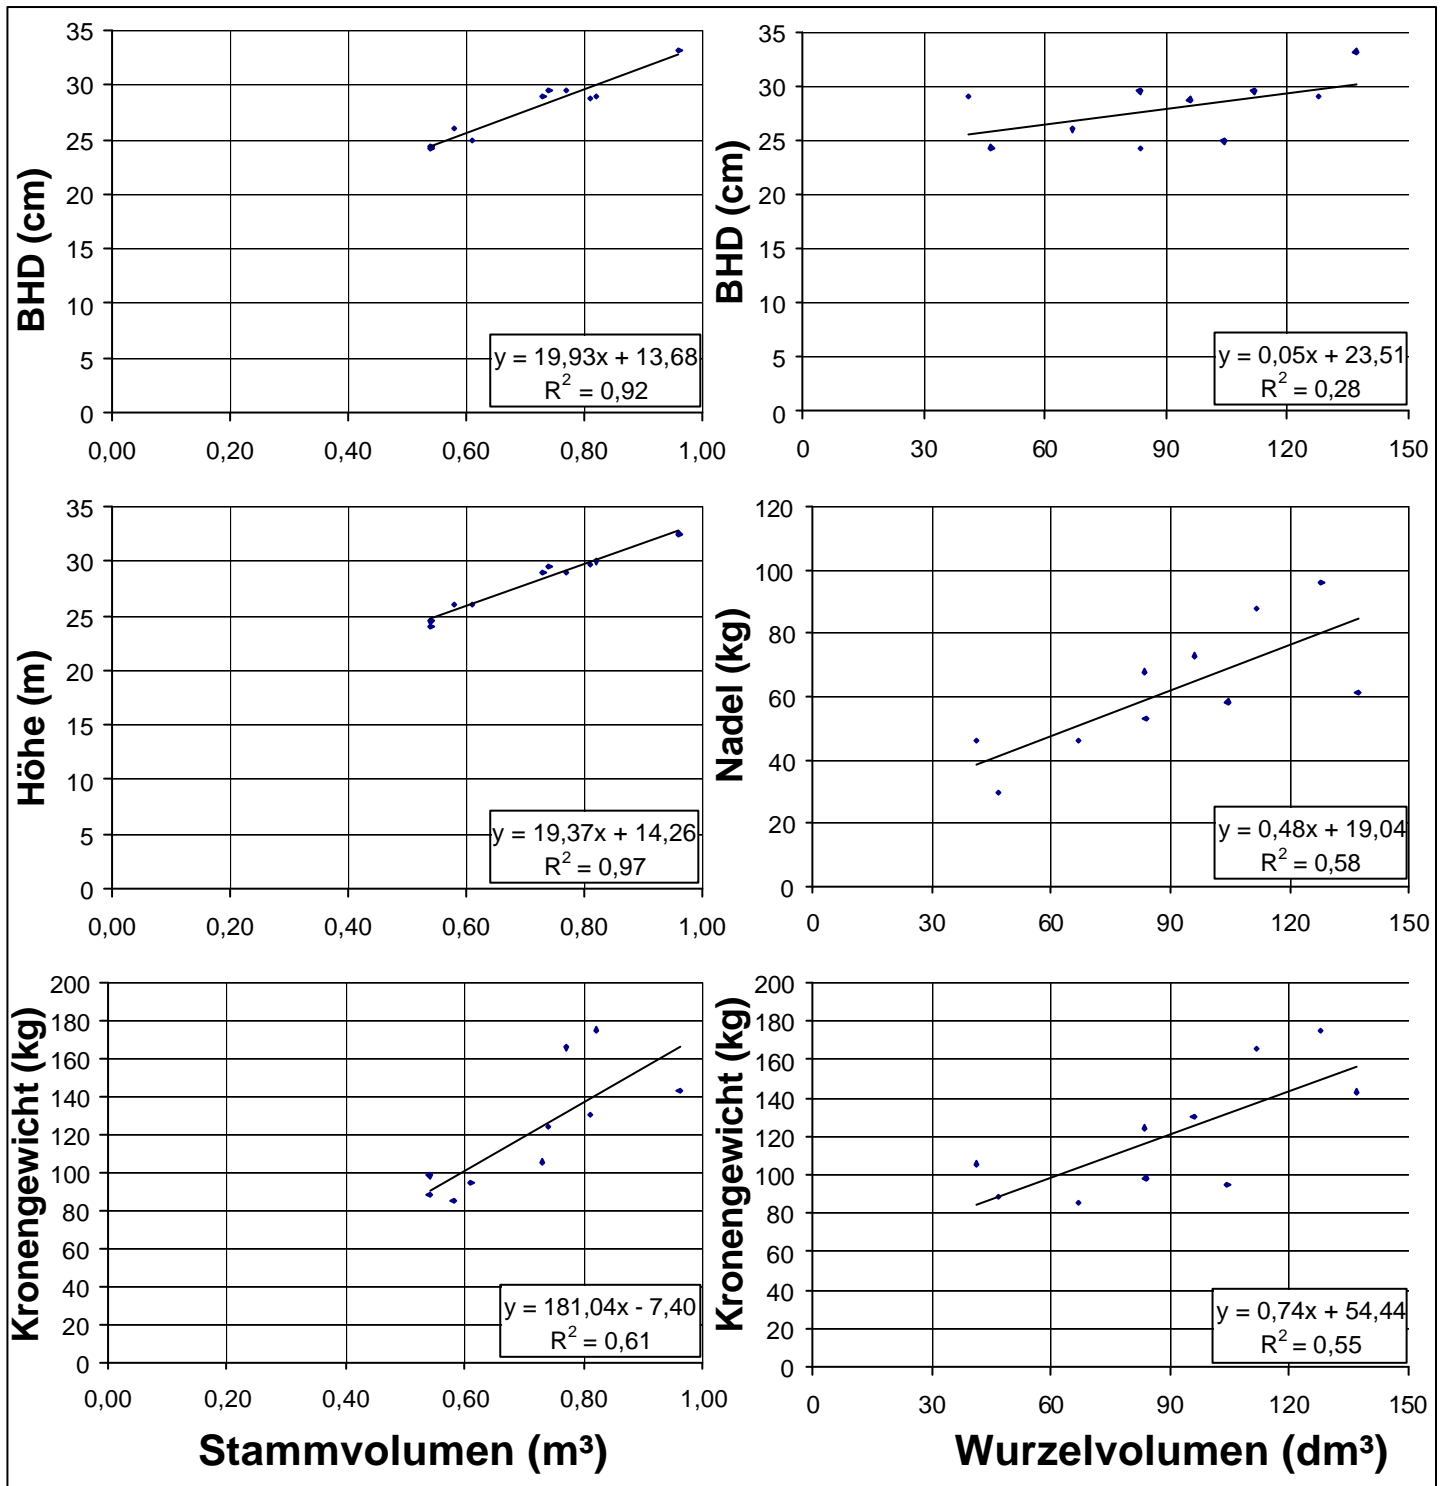 BHD (cm)
35
30
25
20
15
10
5
0
y = 19,93x + 13,68
R² = 0,92
0,00 0,20 0,40 0,60 0,80 1,00
BHD (cm)
35
30
25
20
15
10
5
0
y = 0,05x + 23,51
R² = 0,28
0 30 60 90 120 150
Höhe (m)
35
30
25
20
15
10
5
0
y = 19,37x + 14,26
R² = 0,97
0,00 0,20 0,40 0,60 0,80 1,00
Nadel (kg)
120
100
80
60
40
20
0
y = 0,48x + 19,04
R² = 0,58
0 30 60 90 120 150
Kronengewicht (kg)
200
180
160
140
120
100
80
60
40
20
0
y = 181,04x - 7,40
R² = 0,61
0,00 0,20 0,40 0,60 0,80 1,00
Stammvolumen (m³)
Kronengewicht (kg)
200
180
160
140
120
100
80
60
40
20
0
y = 0,74x + 54,44
R² = 0,55
0 30 60 90 120 150
Wurzelvolumen (dm³)